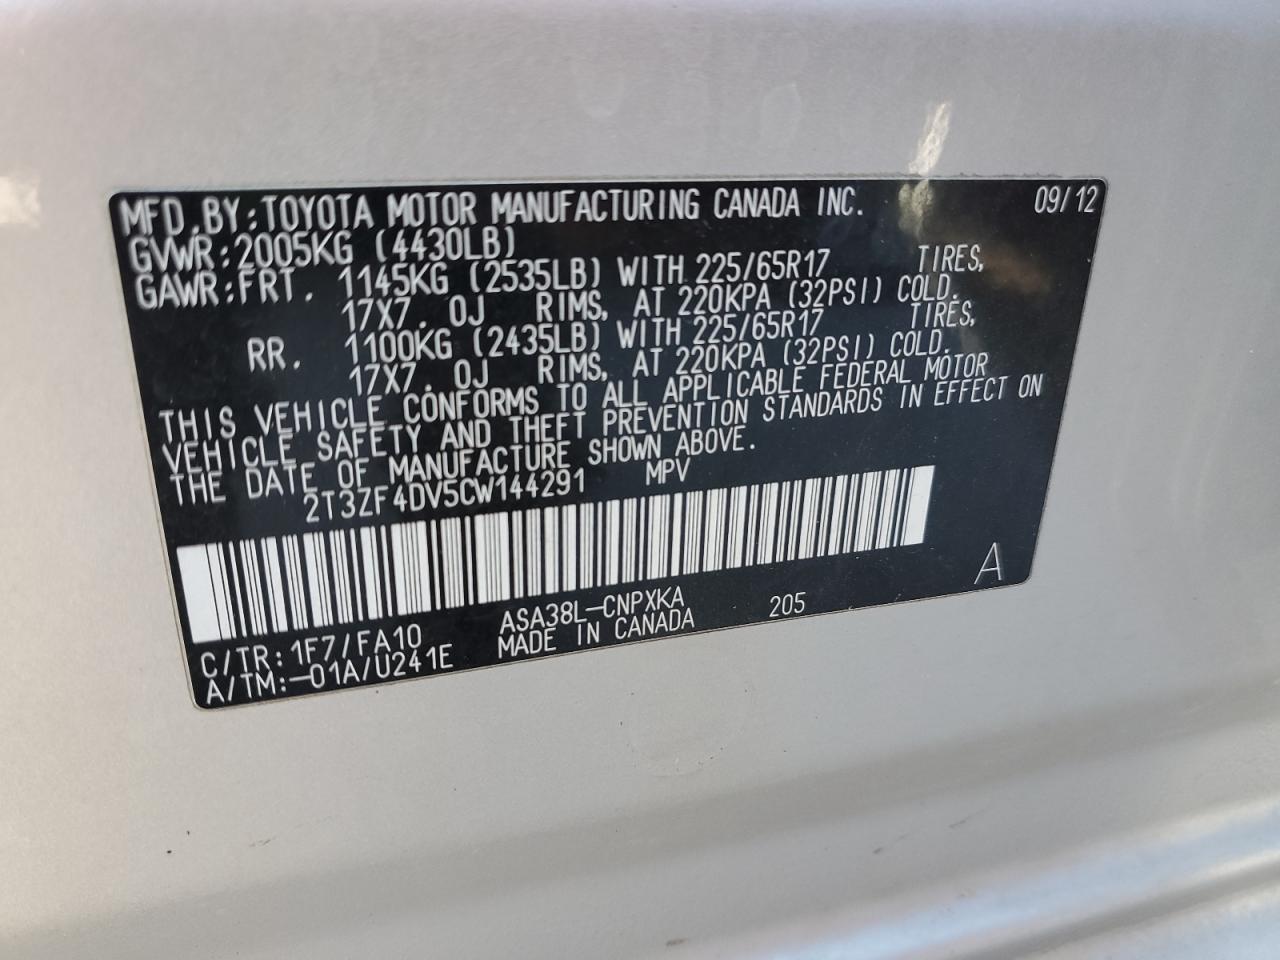 MFD.BY:TOYOTA MOTOR MANUFACTURING CANADA INC. 09/12
GVWR:2005KG (4430LB)
GAWR:FRT. 1145KG (2535LB) WITH 225/65R17 TIRES,
17X7.0J RIMS, AT 220KPA (32PSI) COLD.
RR. 1100KG (2435LB) WITH 225/65R17 TIRES,
17X7.0J RIMS, AT 220KPA (32PSI) COLD.
THIS VEHICLE CONFORMS TO ALL APPLICABLE FEDERAL MOTOR
VEHICLE SAFETY AND THEFT PREVENTION STANDARDS IN EFFECT ON
THE DATE OF MANUFACTURE SHOWN ABOVE.
2T3ZF4DV5CW144291 MPV
A
C/TR:1F7/FA10 ASA38L-CNPXKA 205
A/TM:-01A/U241E MADE IN CANADA